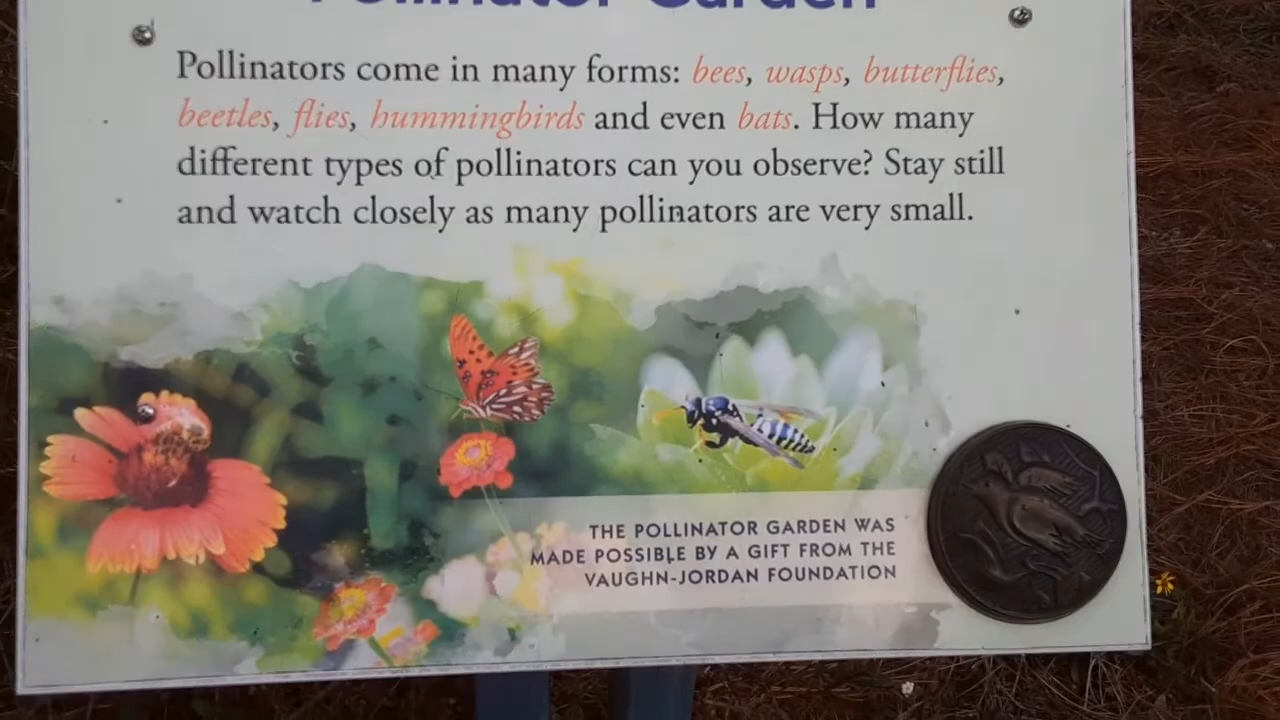 Pollinator Garden
Pollinators come in many forms: bees, wasps, butterflies,
beetles, flies, hummingbirds and even bats. How many
different types of pollinators can you observe? Stay still
and watch closely as many pollinators are very small.
THE POLLINATOR GARDEN WAS
MADE POSSIBLE BY A GIFT FROM THE
VAUGHN-JORDAN FOUNDATION